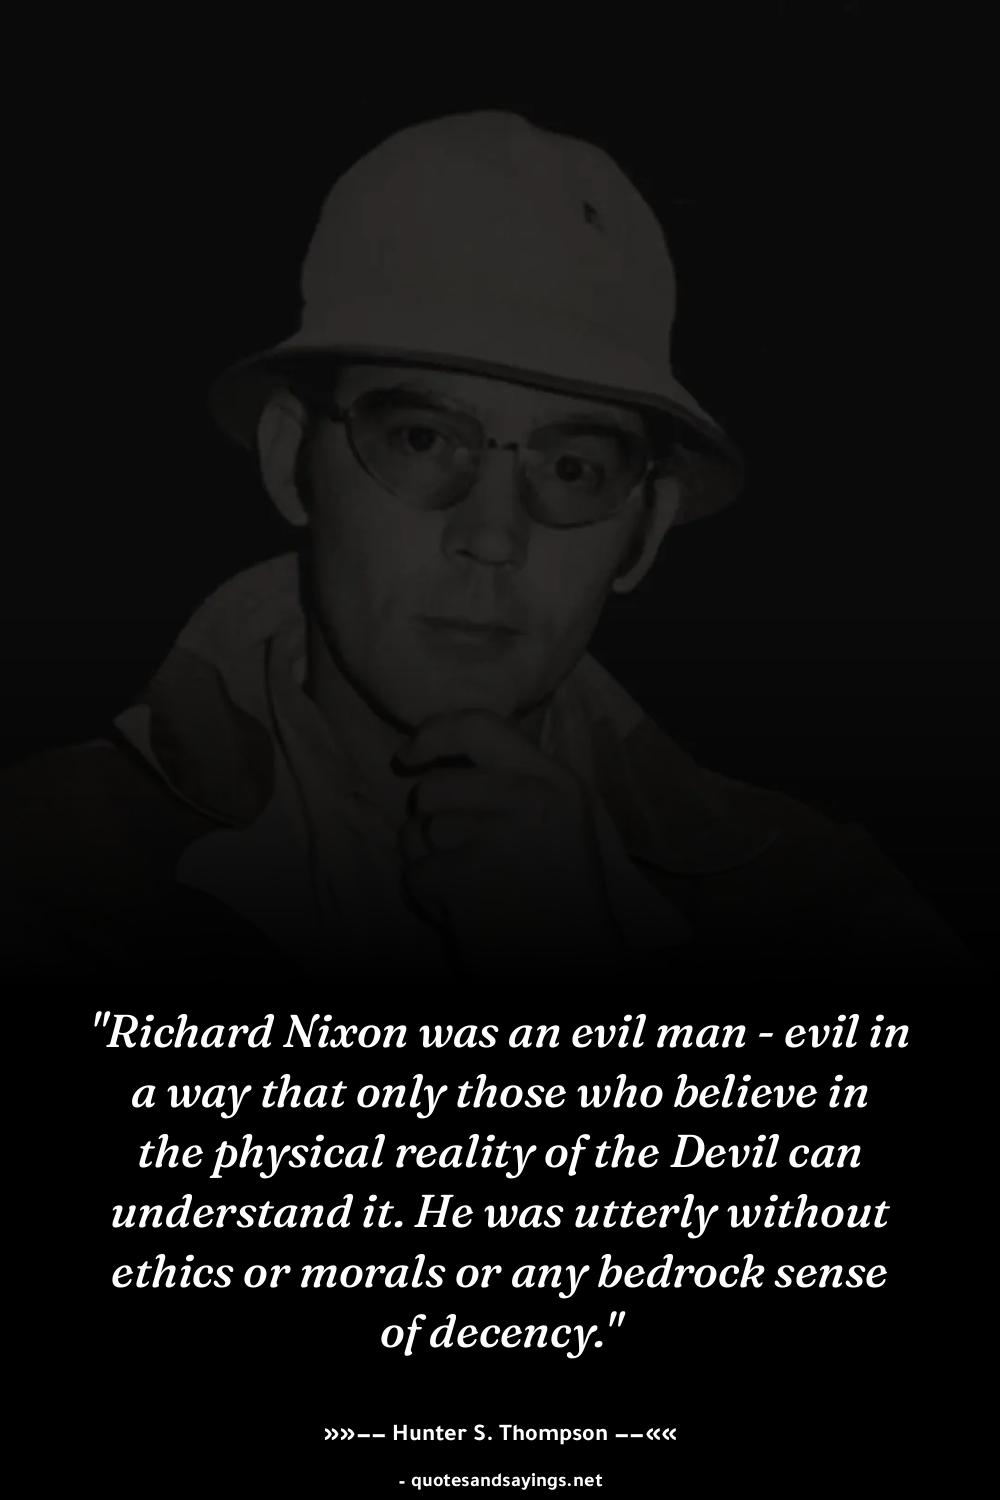 "Richard Nixon was an evil man - evil in
a way that only those who believe in
the physical reality of the Devil can
understand it. He was utterly without
ethics or morals or any bedrock sense
of decency."
»»−− Hunter S. Thompson −−««
- quotesandsayings.net